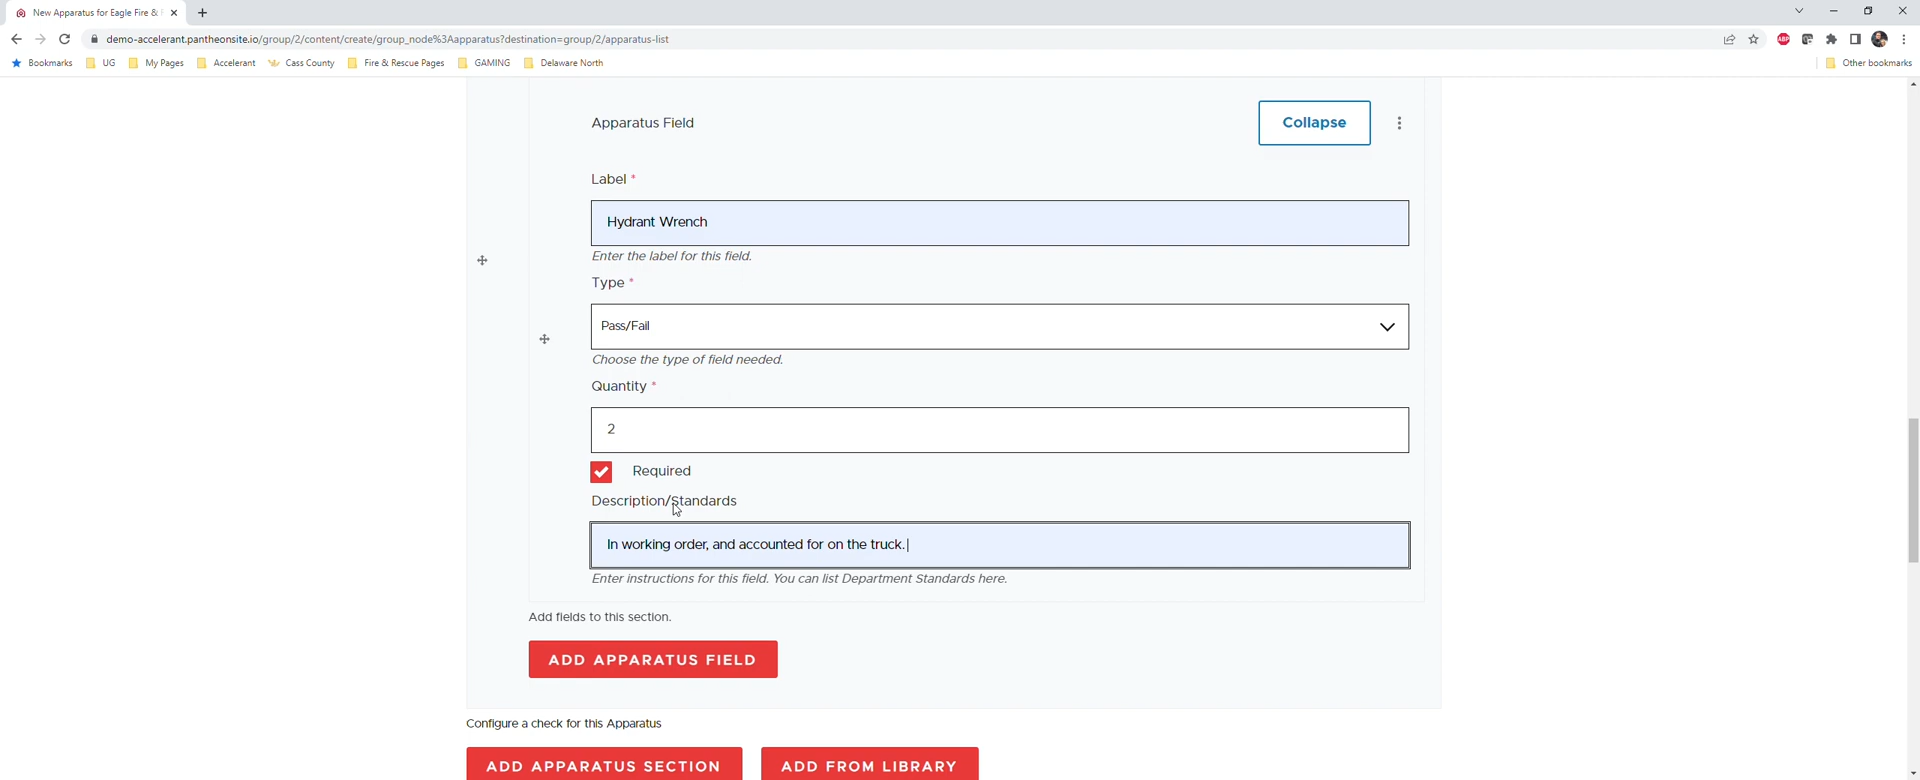 New Apparatus for Eagle Fire &
demo-accelerant.pantheonsite.io/group/2/content/create/group_node%3Aapparatus?destination=group/2/apparatus-list
ABP
Bookmarks UG My Pages Accelerant Cass County Fire & Rescue Pages GAMING Delaware North Other bookmarks
Apparatus Field
Collapse
Label *
Hydrant Wrench
Enter the label for this field.
Type *
Pass/Fail
Choose the type of field needed.
Quantity *
2
Required
Description/Standards
In working order, and accounted for on the truck.
Enter instructions for this field. You can list Department Standards here.
Add fields to this section.
ADD APPARATUS FIELD
Configure a check for this Apparatus
ADD APPARATUS SECTION ADD FROM LIBRARY